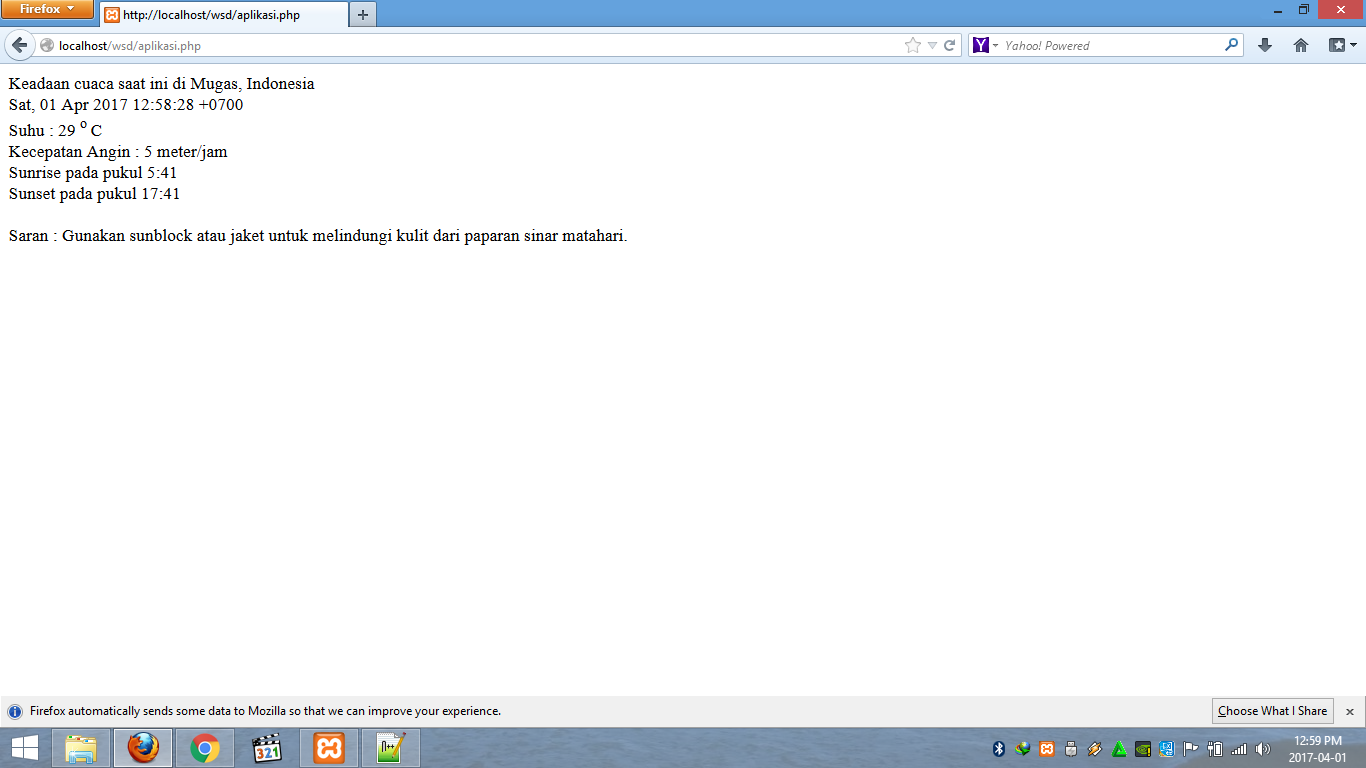 Firefox
http://localhost/wsd/aplikasi.php
localhost/wsd/aplikasi.php
Yahoo! Powered
Keadaan cuaca saat ini di Mugas, Indonesia
Sat, 01 Apr 2017 12:58:28 +0700
Suhu : 29 o C
Kecepatan Angin : 5 meter/jam
Sunrise pada pukul 5:41
Sunset pada pukul 17:41
Saran : Gunakan sunblock atau jaket untuk melindungi kulit dari paparan sinar matahari.
Firefox automatically sends some data to Mozilla so that we can improve your experience.
Choose What I Share
321
12:59 PM
2017-04-01